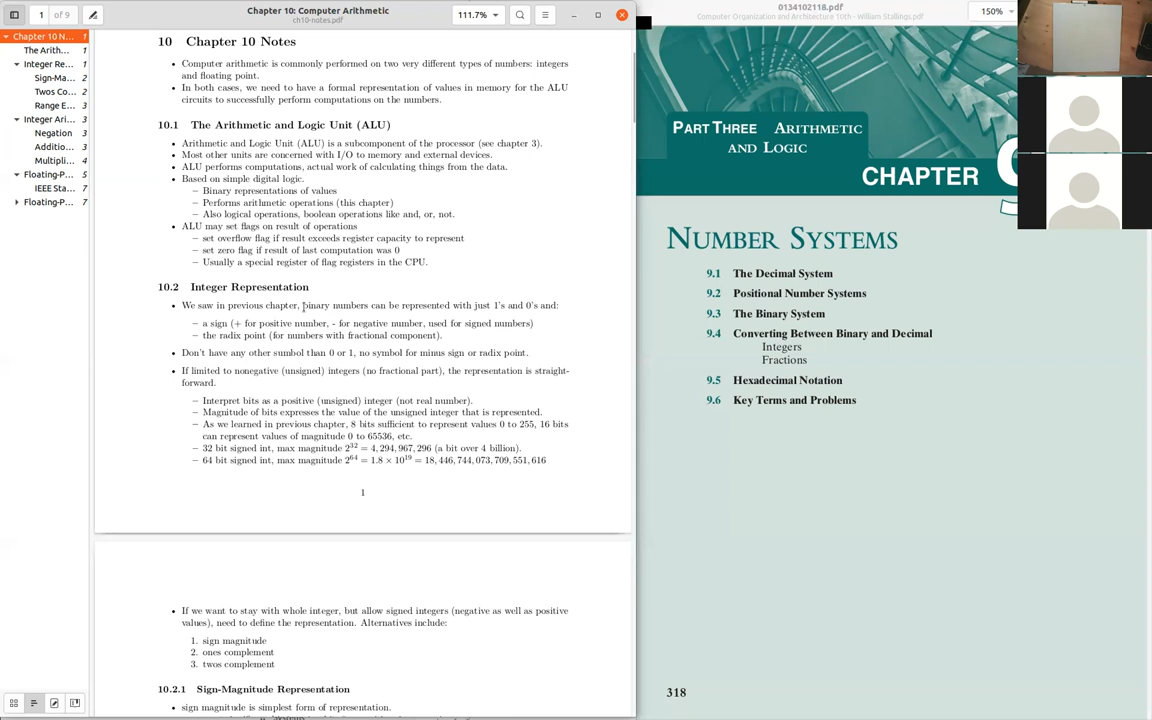 1 of 9
Chapter 10: Computer Arithmetic
ch10-notes.pdf
111.7%
0134102118.pdf
Computer Organization and Architecture 10th - William Stallings.pdf
150%
Chapter 10 N... 1
The Arith... 1
Integer Re... 1
Sign-Ma... 2
Twos Co... 2
Range E... 3
Integer Ari... 3
Negation 3
Additio... 3
Multipli... 4
Floating-P... 5
IEEE Sta... 7
Floating-P... 7
10 Chapter 10 Notes
• Computer arithmetic is commonly performed on two very different types of numbers: integers
and floating point.
• In both cases, we need to have a formal representation of values in memory for the ALU
circuits to successfully perform computations on the numbers.
10.1 The Arithmetic and Logic Unit (ALU)
• Arithmetic and Logic Unit (ALU) is a subcomponent of the processor (see chapter 3).
• Most other units are concerned with I/O to memory and external devices.
• ALU performs computations, actual work of calculating things from the data.
• Based on simple digital logic.
– Binary representations of values
– Performs arithmetic operations (this chapter)
– Also logical operations, boolean operations like and, or, not.
• ALU may set flags on result of operations
– set overflow flag if result exceeds register capacity to represent
– set zero flag if result of last computation was 0
– Usually a special register of flag registers in the CPU.
10.2 Integer Representation
• We saw in previous chapter, binary numbers can be represented with just 1's and 0's and:
– a sign (+ for positive number, - for negative number, used for signed numbers)
– the radix point (for numbers with fractional component).
• Don't have any other sumbol than 0 or 1, no symbol for minus sign or radix point.
• If limited to nonegative (unsigned) integers (no fractional part), the representation is straight-
forward.
– Interpret bits as a positive (unsigned) integer (not real number).
– Magnitude of bits expresses the value of the unsigned integer that is represented.
– As we learned in previous chapter, 8 bits sufficient to represent values 0 to 255, 16 bits
can represent values of magnitude 0 to 65536, etc.
– 32 bit signed int, max magnitude 2³² = 4,294,967,296 (a bit over 4 billion).
– 64 bit signed int, max magnitude 2⁶⁴ = 1.8 × 10¹⁹ = 18,446,744,073,709,551,616
1
• If we want to stay with whole integer, but allow signed integers (negative as well as positive
values), need to define the representation. Alternatives include:
1. sign magnitude
2. ones complement
3. twos complement
10.2.1 Sign-Magnitude Representation
• sign magnitude is simplest form of representation.
PART THREE ARITHMETIC
AND LOGIC
CHAPTER
NUMBER SYSTEMS
9.1 The Decimal System
9.2 Positional Number Systems
9.3 The Binary System
9.4 Converting Between Binary and Decimal
Integers
Fractions
9.5 Hexadecimal Notation
9.6 Key Terms and Problems
318